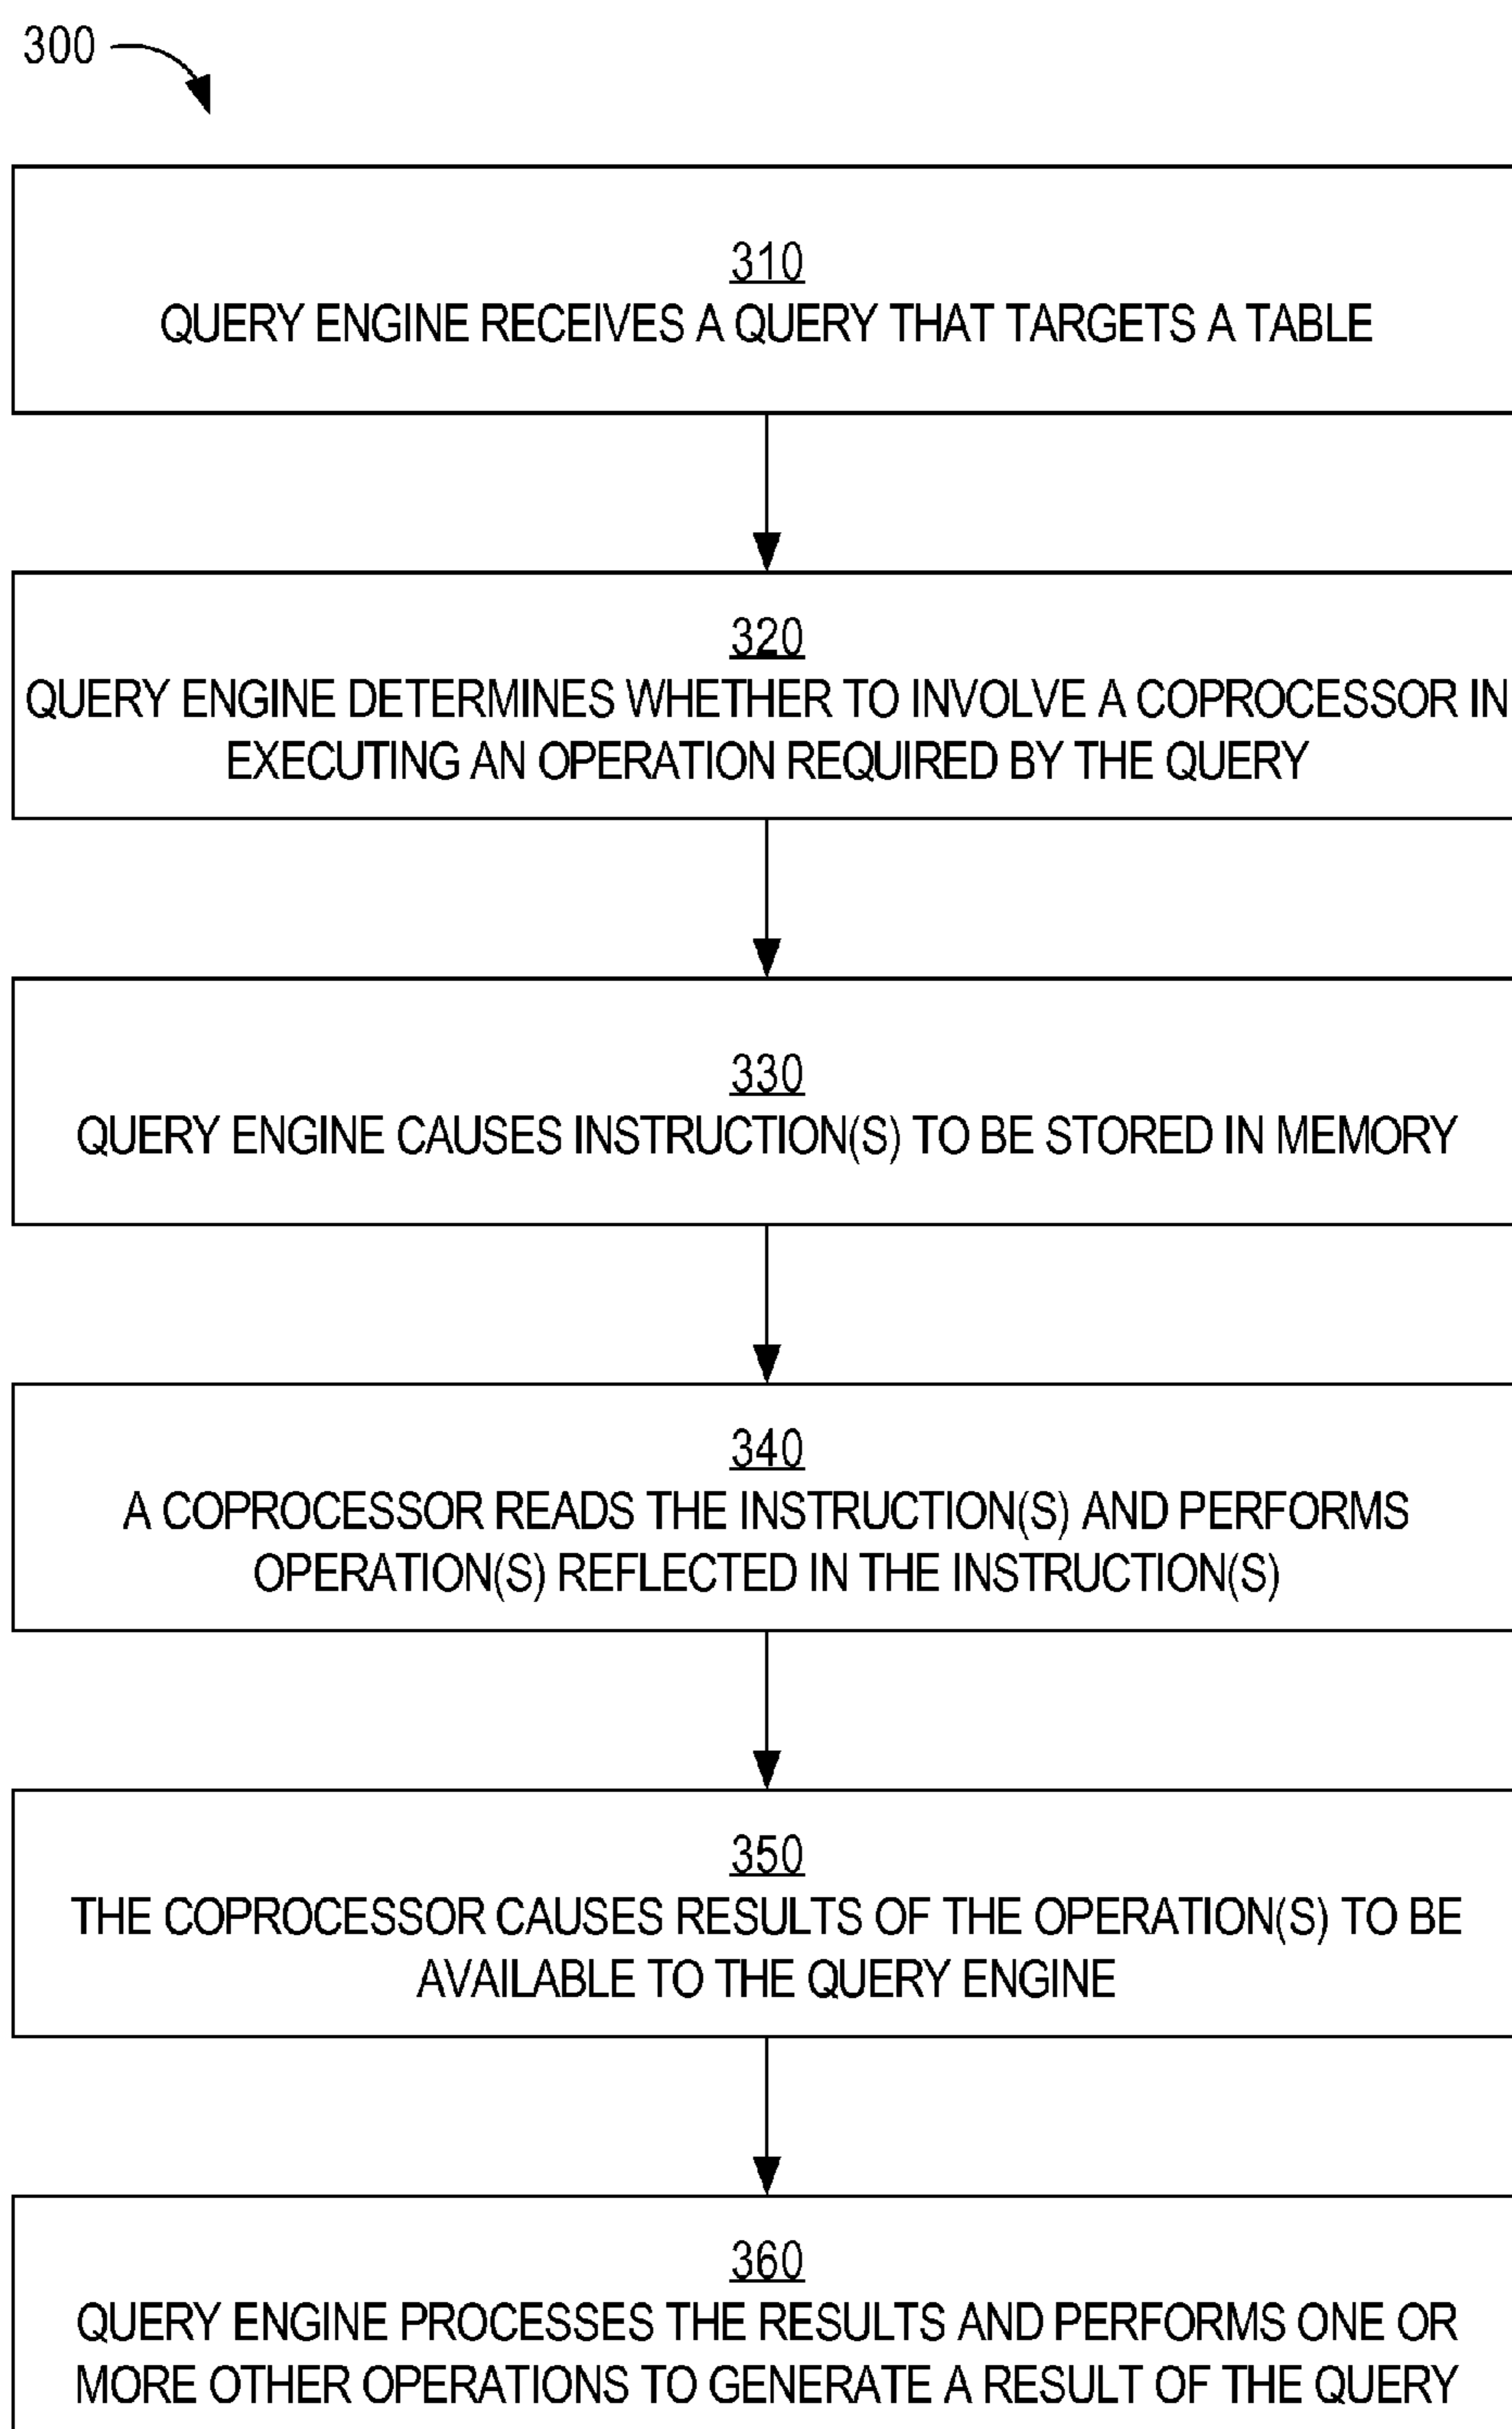 300
310
QUERY ENGINE RECEIVES A QUERY THAT TARGETS A TABLE
320
QUERY ENGINE DETERMINES WHETHER TO INVOLVE A COPROCESSOR IN
EXECUTING AN OPERATION REQUIRED BY THE QUERY
330
QUERY ENGINE CAUSES INSTRUCTION(S) TO BE STORED IN MEMORY
340
A COPROCESSOR READS THE INSTRUCTION(S) AND PERFORMS
OPERATION(S) REFLECTED IN THE INSTRUCTION(S)
350
THE COPROCESSOR CAUSES RESULTS OF THE OPERATION(S) TO BE
AVAILABLE TO THE QUERY ENGINE
360
QUERY ENGINE PROCESSES THE RESULTS AND PERFORMS ONE OR
MORE OTHER OPERATIONS TO GENERATE A RESULT OF THE QUERY